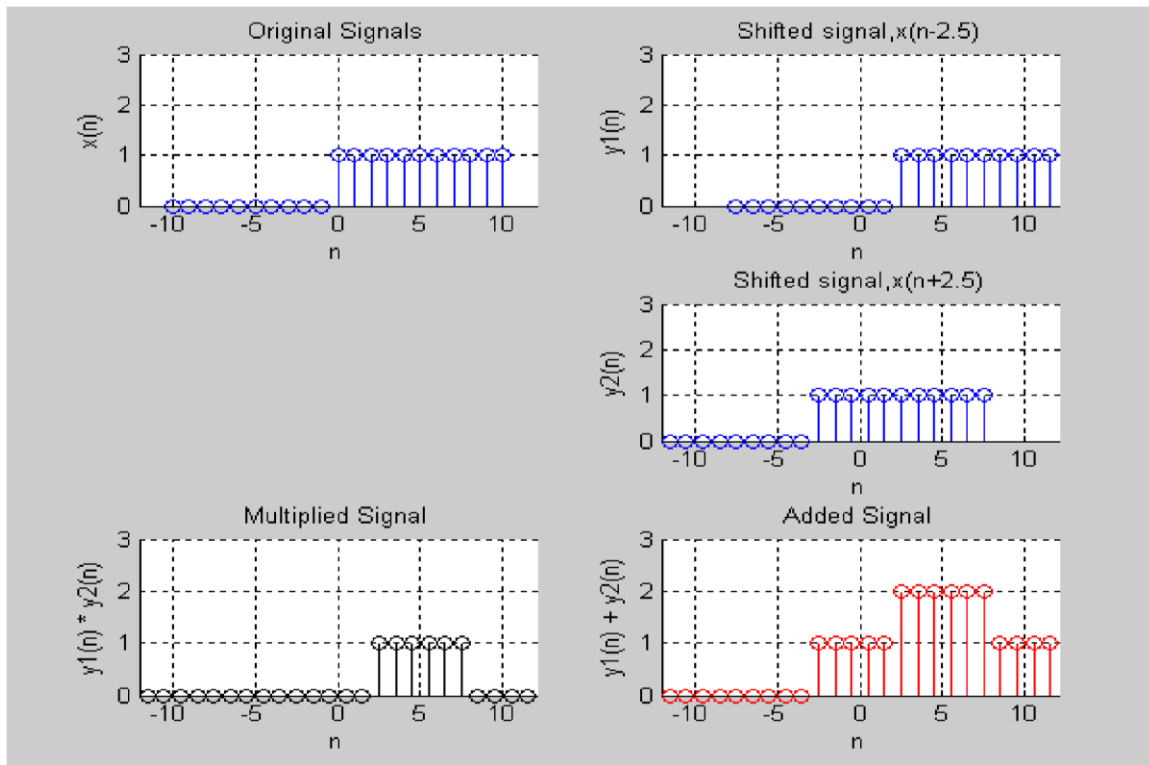 Original Signals
3
2
1
0
x(n)
-10 -5 0 5 10
n
Shifted signal,x(n-2.5)
3
2
1
0
y1(n)
-10 -5 0 5 10
n
Shifted signal,x(n+2.5)
3
2
1
0
y2(n)
-10 -5 0 5 10
n
Multiplied Signal
3
2
1
0
y1(n) * y2(n)
-10 -5 0 5 10
n
Added Signal
3
2
1
0
y1(n) + y2(n)
-10 -5 0 5 10
n